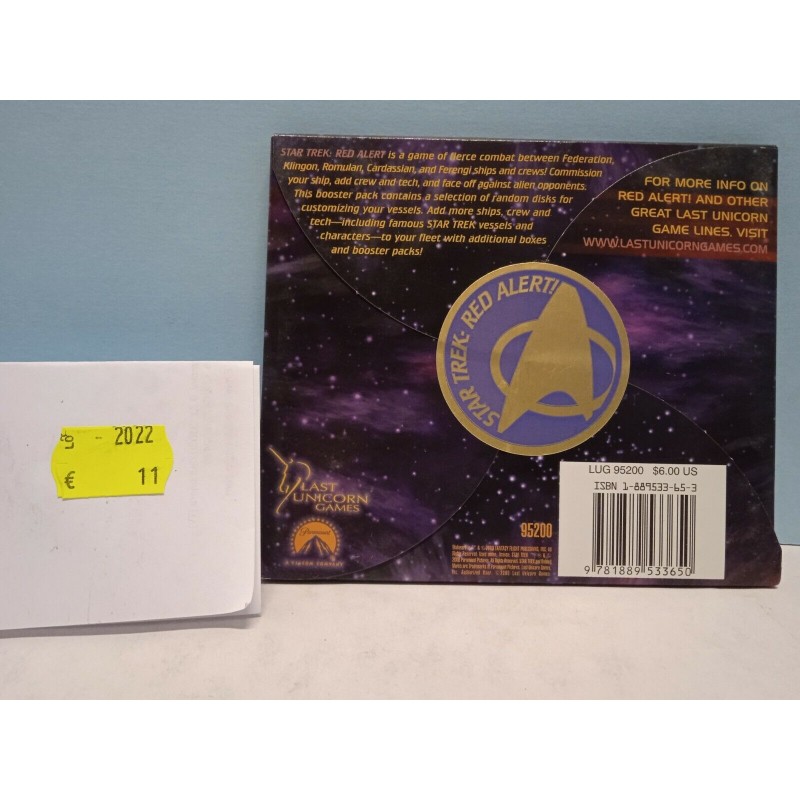 STAR TREK: RED ALERT is a game of fierce combat between Federation,
Klingon, Romulan, Cardassian, and Ferengi ships and crews! Commission
your ship, add crew and tech, and face off against alien opponents.
This booster pack contains a selection of random disks for
customizing your vessels. Add more ships, crew and
tech—including famous STAR TREK vessels and
characters—to your fleet with additional boxes
and booster packs!
FOR MORE INFO ON
RED ALERT! AND OTHER
GREAT LAST UNICORN
GAME LINES, VISIT
WWW.LASTUNICORNGAMES.COM
STAR TREK: RED ALERT!
- 2022
€ 11
LAST
UNICORN
GAMES
Paramount
A VIACOM COMPANY
95200
LUG 95200 $6.00 US
ISBN 1-889533-65-3
9 781889 533650